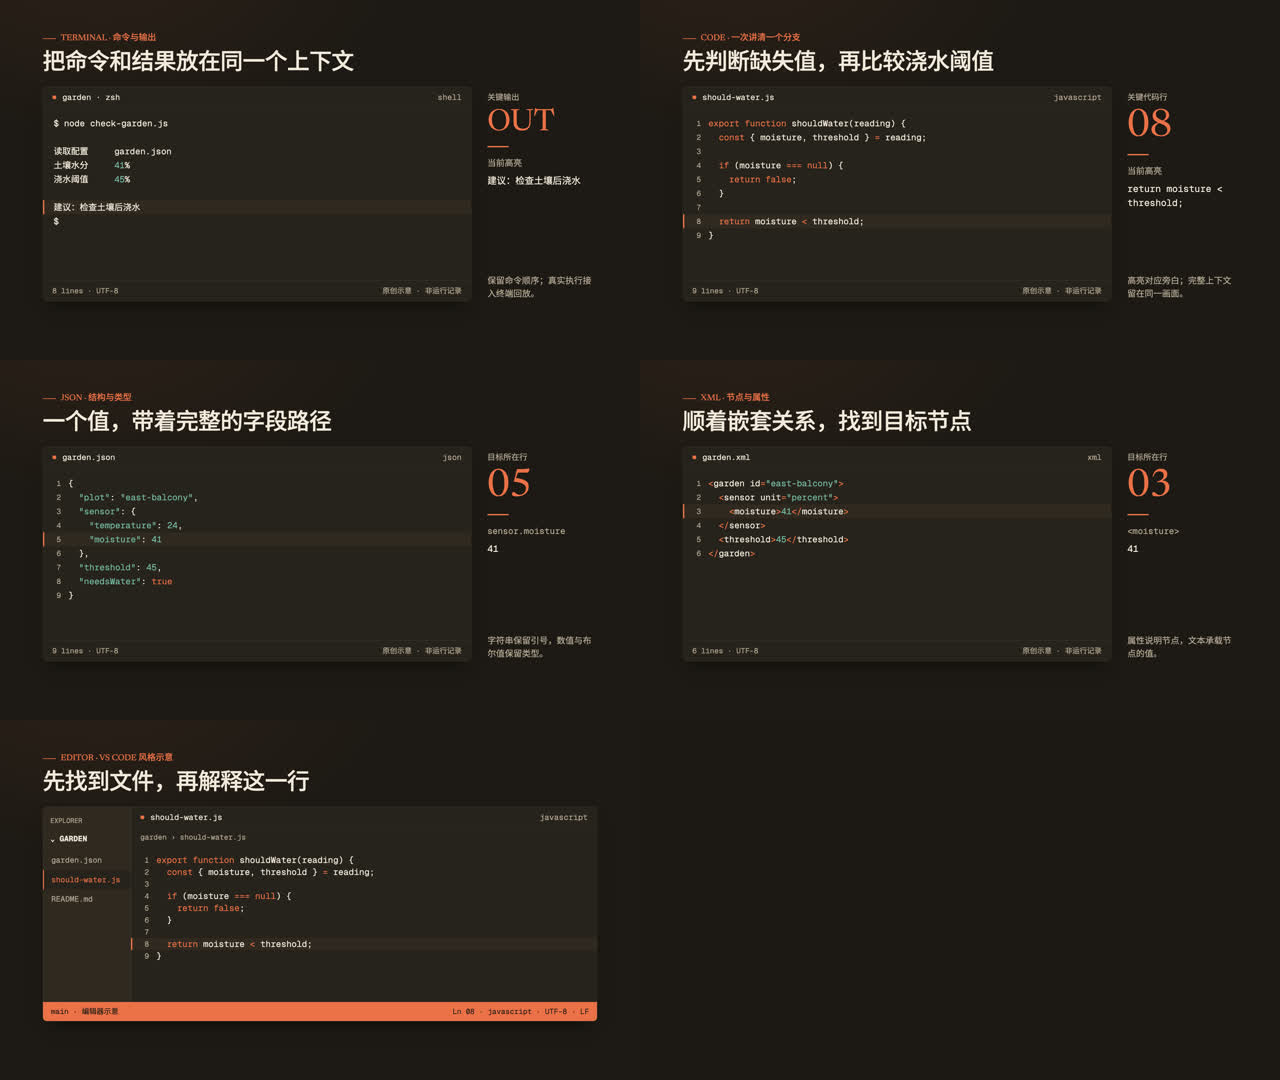 TERMINAL · 命令与输出
把命令和结果放在同一个上下文
garden · zsh
shell
$ node check-garden.js
读取配置 garden.json
土壤水分 41%
浇水阈值 45%
建议：检查土壤后浇水
$
8 lines · UTF-8
原创示意 · 非运行记录
关键输出
OUT
当前高亮
建议：检查土壤后浇水
保留命令顺序；真实执行接
入终端回放。
CODE · 一次讲清一个分支
先判断缺失值，再比较浇水阈值
should-water.js
javascript
1 export function shouldWater(reading) {
2 const { moisture, threshold } = reading;
3
4 if (moisture === null) {
5 return false;
6 }
7
8 return moisture < threshold;
9 }
9 lines · UTF-8
原创示意 · 非运行记录
关键代码行
08
当前高亮
return moisture <
threshold;
高亮对应旁白；完整上下文
留在同一画面。
JSON · 结构与类型
一个值，带着完整的字段路径
garden.json
json
1 {
2 "plot": "east-balcony",
3 "sensor": {
4 "temperature": 24,
5 "moisture": 41
6 },
7 "threshold": 45,
8 "needsWater": true
9 }
9 lines · UTF-8
原创示意 · 非运行记录
目标所在行
05
sensor.moisture
41
字符串保留引号，数值与布
尔值保留类型。
XML · 节点与属性
顺着嵌套关系，找到目标节点
garden.xml
xml
1 <garden id="east-balcony">
2 <sensor unit="percent">
3 <moisture>41</moisture>
4 </sensor>
5 <threshold>45</threshold>
6 </garden>
6 lines · UTF-8
原创示意 · 非运行记录
目标所在行
03
<moisture>
41
属性说明节点，文本承载节
点的值。
EDITOR · VS CODE 风格示意
先找到文件，再解释这一行
EXPLORER
⌄ GARDEN
garden.json
should-water.js
README.md
should-water.js
javascript
garden › should-water.js
1 export function shouldWater(reading) {
2 const { moisture, threshold } = reading;
3
4 if (moisture === null) {
5 return false;
6 }
7
8 return moisture < threshold;
9 }
main · 编辑器示意
Ln 08 · javascript · UTF-8 · LF